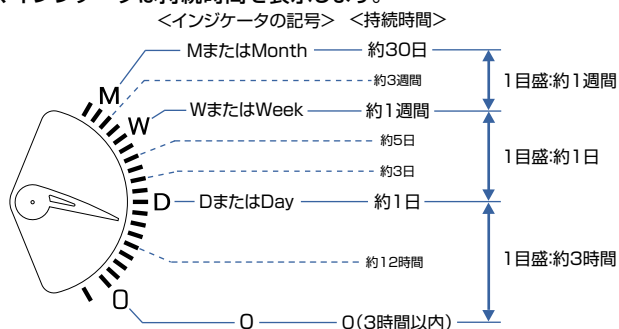 インジケータは持続時間を表示します。
<インジケータの記号> <持続時間>
M MまたはMonth 約30日
約3週間
1目盛:約1週間
W WまたはWeek 約1週間
約5日
1目盛:約1日
約3日
D DまたはDay 約1日
1目盛:約3時間
約12時間
0 0 0(3時間以内)